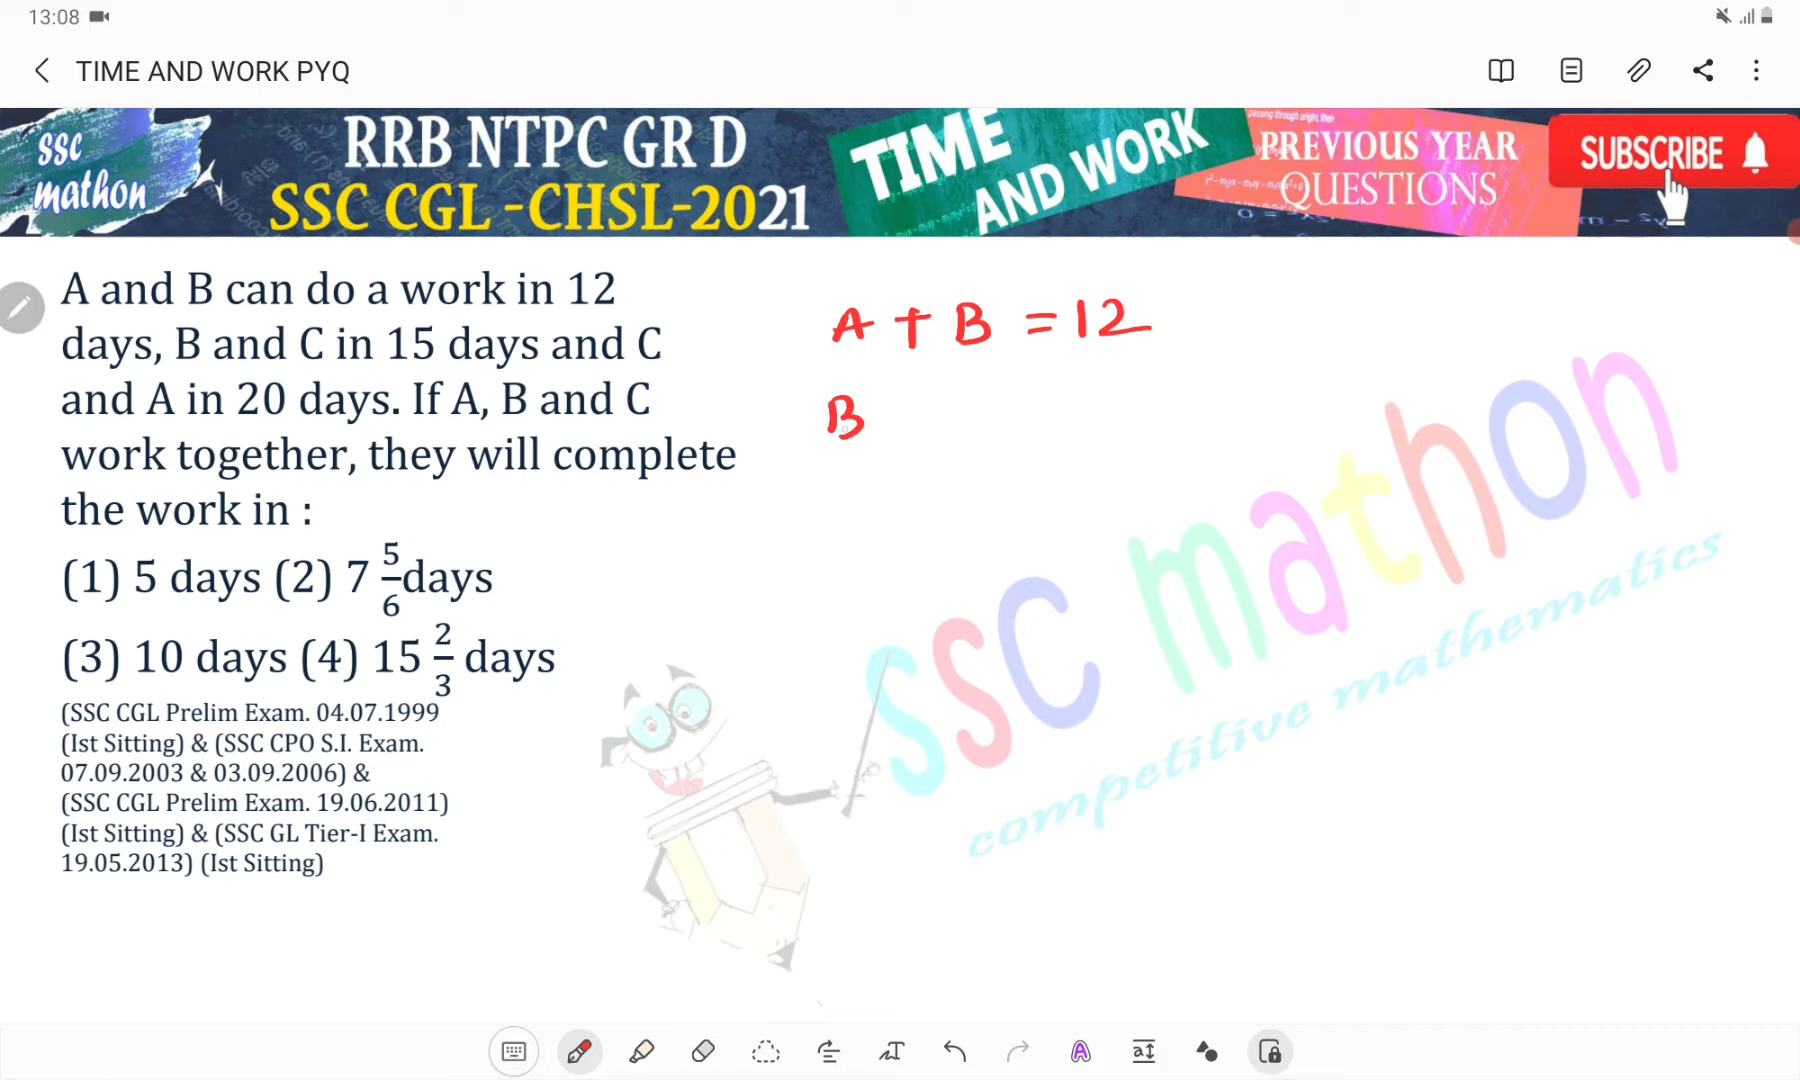 13:08
TIME AND WORK PYQ
ssc
mathon
RRB NTPC GR D
SSC CGL -CHSL-2021
TIME
AND WORK
passing through origin, then
PREVIOUS YEAR
QUESTIONS
SUBSCRIBE
A and B can do a work in 12
days, B and C in 15 days and C
and A in 20 days. If A, B and C
work together, they will complete
the work in :
(1) 5 days (2) 7 5/6 days
(3) 10 days (4) 15 2/3 days
(SSC CGL Prelim Exam. 04.07.1999
(Ist Sitting) & (SSC CPO S.I. Exam.
07.09.2003 & 03.09.2006) &
(SSC CGL Prelim Exam. 19.06.2011)
(Ist Sitting) & (SSC GL Tier-I Exam.
19.05.2013) (Ist Sitting)
A + B = 12
B
ssc mathon
competitive mathematics